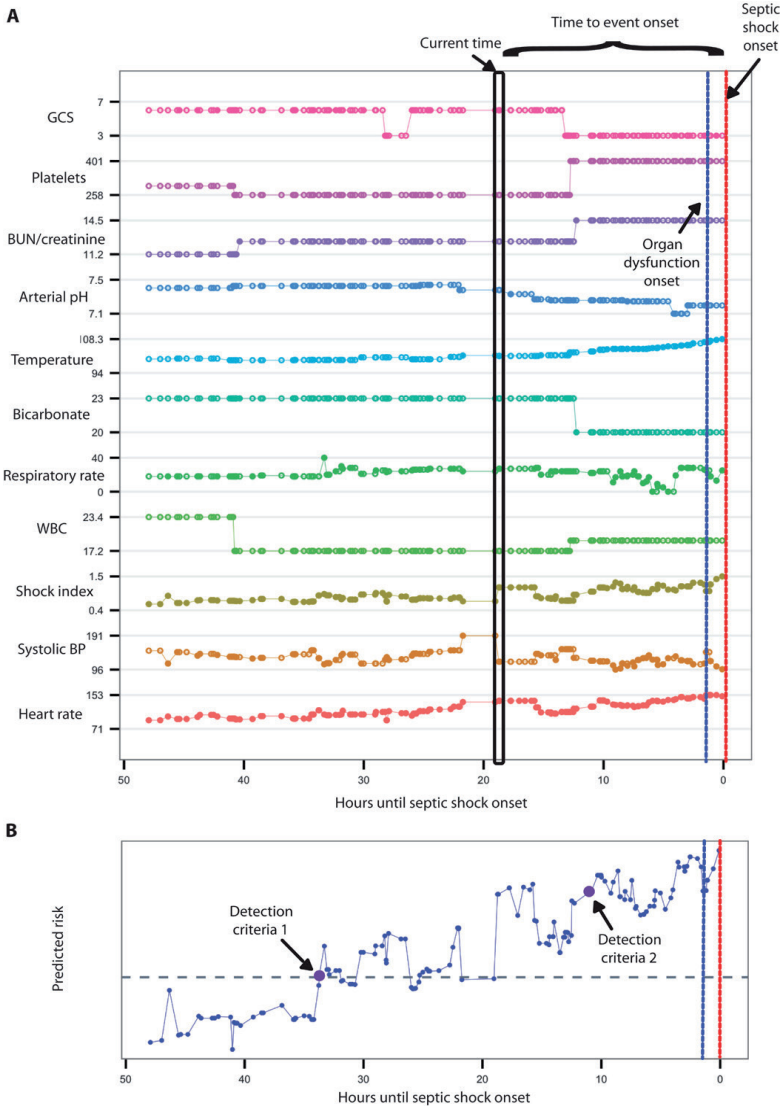 A
Septic
shock
onset
Time to event onset
Current time
7
GCS
3
401
Platelets
258
14.5
BUN/creatinine
11.2
Organ
dysfunction
onset
7.5
Arterial pH
7.1
108.3
Temperature
94
23
Bicarbonate
20
40
Respiratory rate
0
23.4
WBC
17.2
1.5
Shock index
0.4
191
Systolic BP
96
153
Heart rate
71
50 40 30 20 10 0
Hours until septic shock onset
B
Predicted risk
Detection
criteria 1
Detection
criteria 2
50 40 30 20 10 0
Hours until septic shock onset